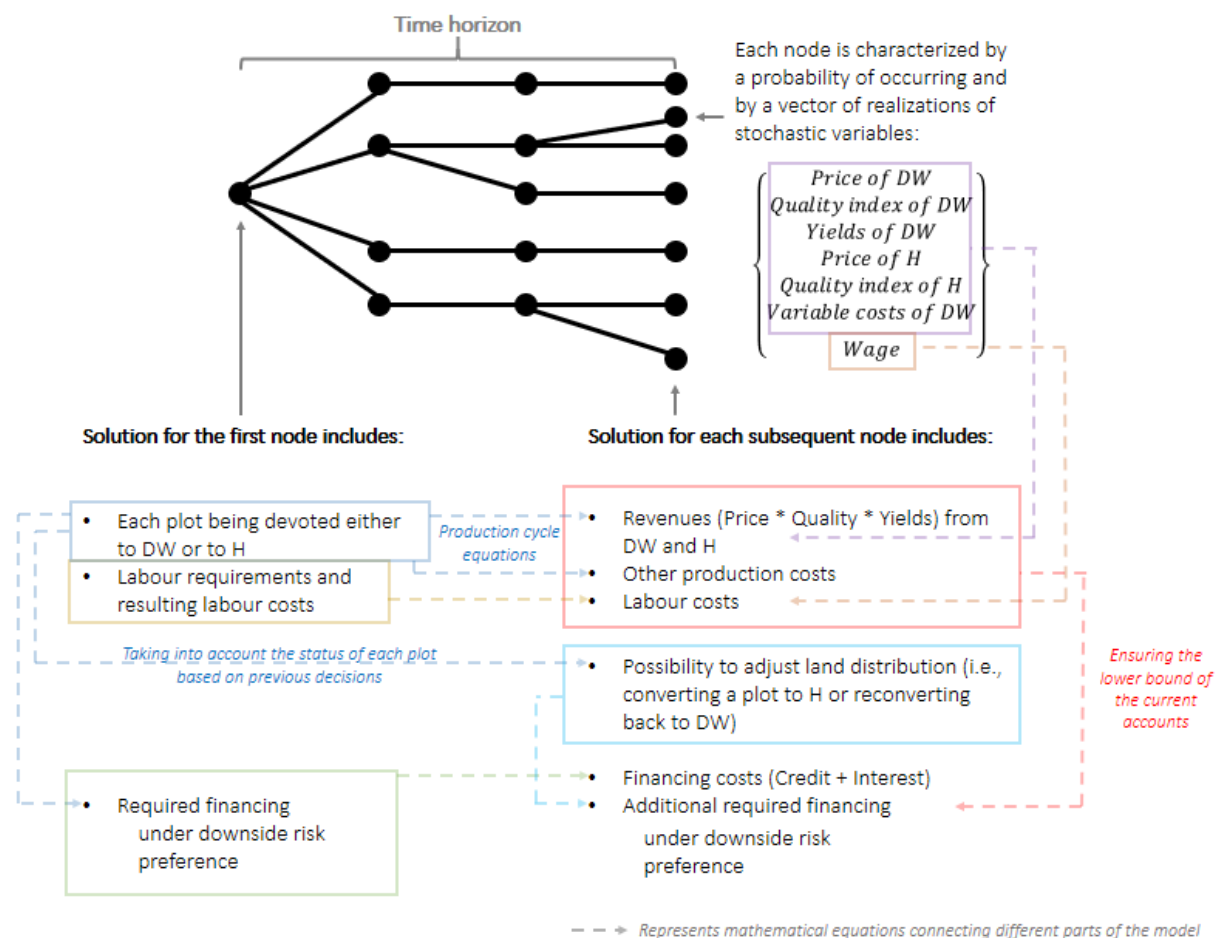 Time horizon
Each node is characterized by
a probability of occurring and
by a vector of realizations of
stochastic variables:
Price of DW
Quality index of DW
Yields of DW
Price of H
Quality index of H
Variable costs of DW
Wage
Solution for the first node includes:
Solution for each subsequent node includes:
• Each plot being devoted either
to DW or to H
• Labour requirements and
resulting labour costs
Production cycle
equations
• Revenues (Price * Quality * Yields) from
DW and H
• Other production costs
• Labour costs
Taking into account the status of each plot
based on previous decisions
• Possibility to adjust land distribution (i.e.,
converting a plot to H or reconverting
back to DW)
Ensuring the
lower bound of
the current
accounts
• Required financing
under downside risk
preference
• Financing costs (Credit + Interest)
• Additional required financing
under downside risk
preference
Represents mathematical equations connecting different parts of the model